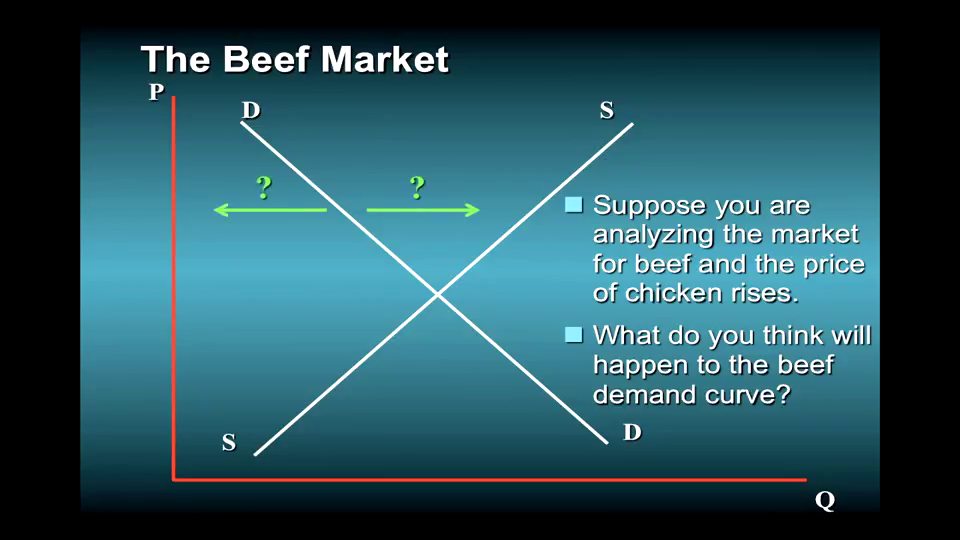 The Beef Market
P
D
S
?
?
Suppose you are
analyzing the market
for beef and the price
of chicken rises.
What do you think will
happen to the beef
demand curve?
S
D
Q